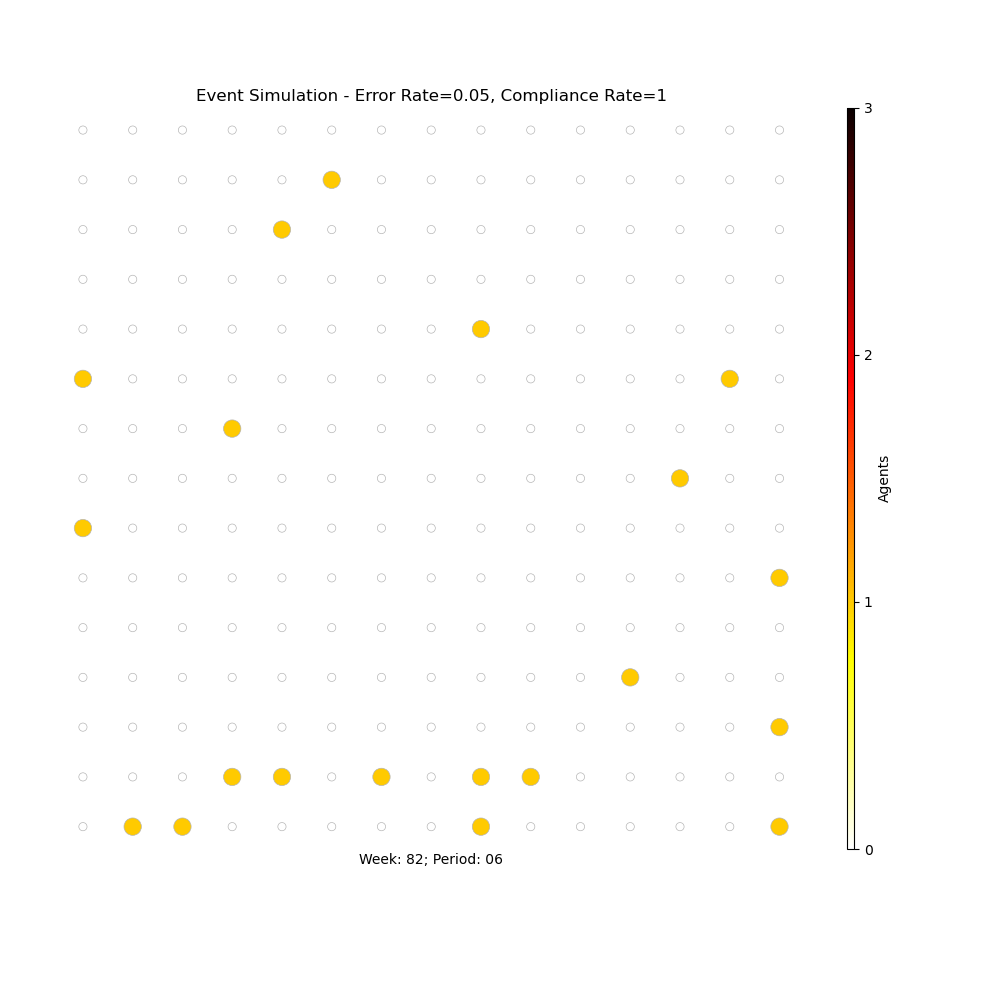 Event Simulation - Error Rate=0.05, Compliance Rate=1
3
2
Agents
1
0
Week: 82; Period: 06